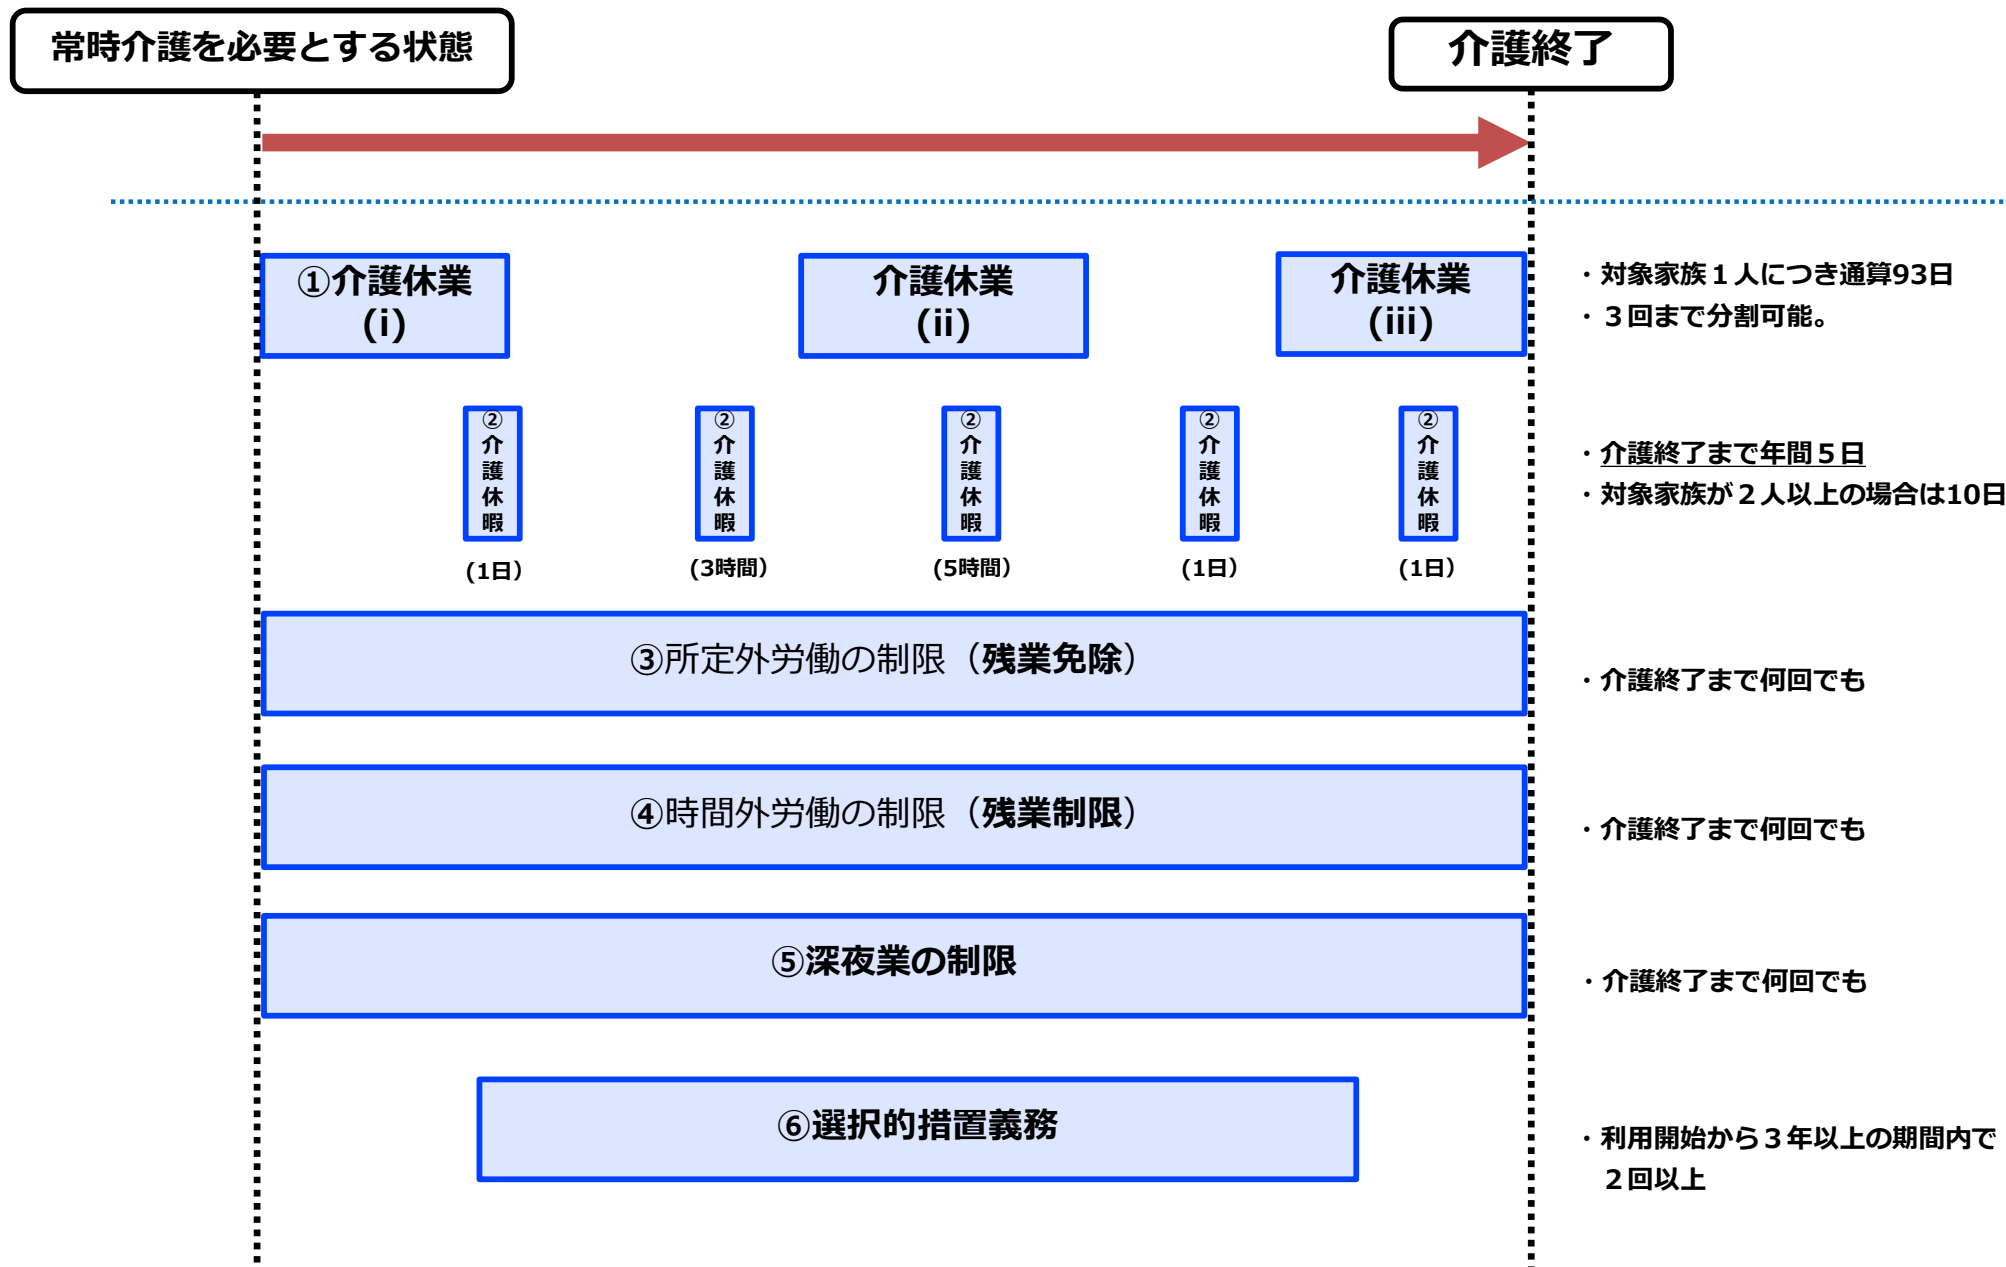 常時介護を必要とする状態
介護終了
①介護休業
(i)
介護休業
(ii)
介護休業
(iii)
・対象家族１人につき通算93日
・３回まで分割可能。
②介護休暇
②介護休暇
②介護休暇
②介護休暇
②介護休暇
(1日）
(3時間）
(5時間）
(1日）
(1日）
・介護終了まで年間５日
・対象家族が２人以上の場合は10日
③所定外労働の制限（残業免除）
・介護終了まで何回でも
④時間外労働の制限（残業制限）
・介護終了まで何回でも
⑤深夜業の制限
・介護終了まで何回でも
⑥選択的措置義務
・利用開始から３年以上の期間内で
２回以上